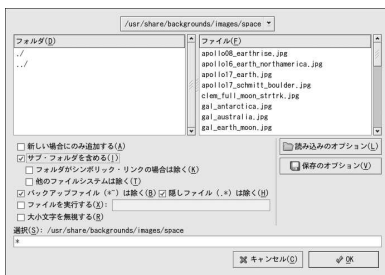 /usr/share/backgrounds/images/space
フォルダ(D)
./
../
ファイル(F)
apollo08_earthrise.jpg
apollo16_earth_northamerica.jpg
apollo17_earth.jpg
apollo17_schmitt_boulder.jpg
clem_full_moon_strtrk.jpg
gal_antarctica.jpg
gal_australia.jpg
gal_earth_moon.jpg
新しい場合にのみ追加する(A)
サブ・フォルダを含める(I)
フォルダがシンボリック・リンクの場合は除く(K)
他のファイルシステムは除く(T)
バックアップファイル (*~) は除く(B) 隠しファイル (.*) は除く(H)
ファイルを実行する(X):
大小文字を無視する(R)
読み込みのオプション(L)
保存のオプション(V)
選択(S): /usr/share/backgrounds/images/space
*
キャンセル(C)
OK